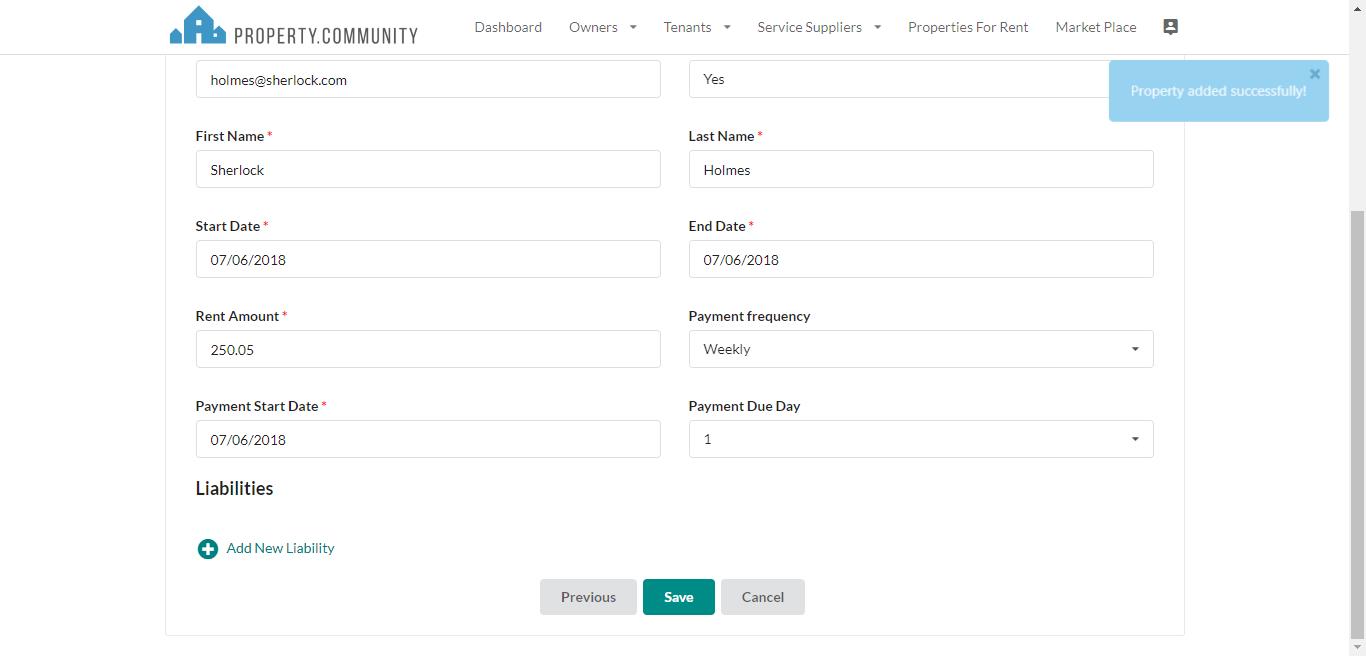 PROPERTY.COMMUNITY Dashboard Owners Tenants Service Suppliers Properties For Rent Market Place
holmes@sherlock.com Yes
Property added successfully!
First Name * Last Name *
Sherlock Holmes
Start Date * End Date *
07/06/2018 07/06/2018
Rent Amount * Payment frequency
250.05 Weekly
Payment Start Date * Payment Due Day
07/06/2018 1
Liabilities
Add New Liability
Previous Save Cancel